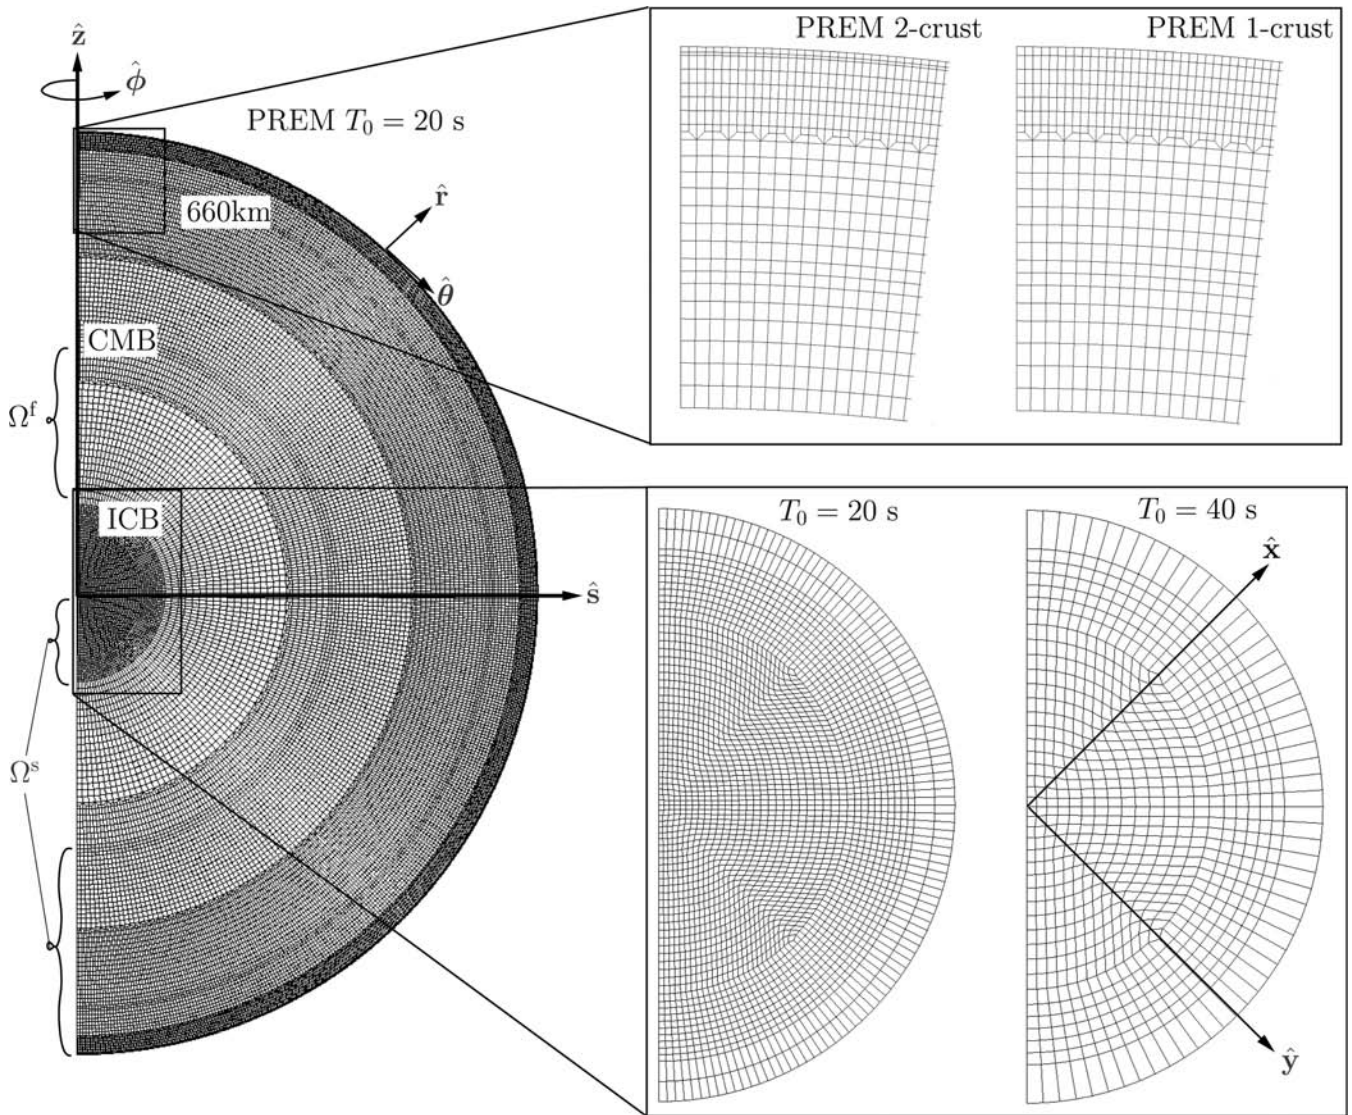 ẑ
ϕ̂
PREM T₀ = 20 s
r̂
660km
θ̂
CMB
Ωᶠ
ICB
ŝ
Ωˢ
PREM 2-crust
PREM 1-crust
T₀ = 20 s
T₀ = 40 s
x̂
ŷ